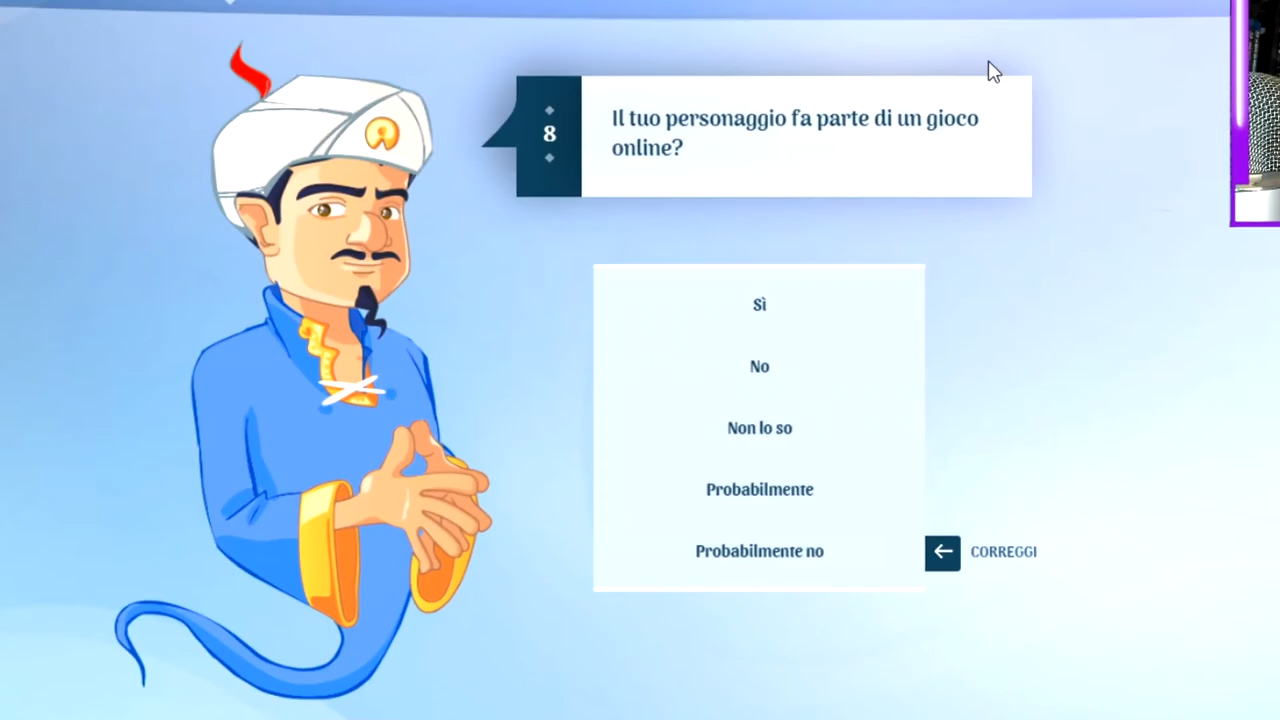 8
Il tuo personaggio fa parte di un gioco
online?
Sì
No
Non lo so
Probabilmente
Probabilmente no
CORREGGI